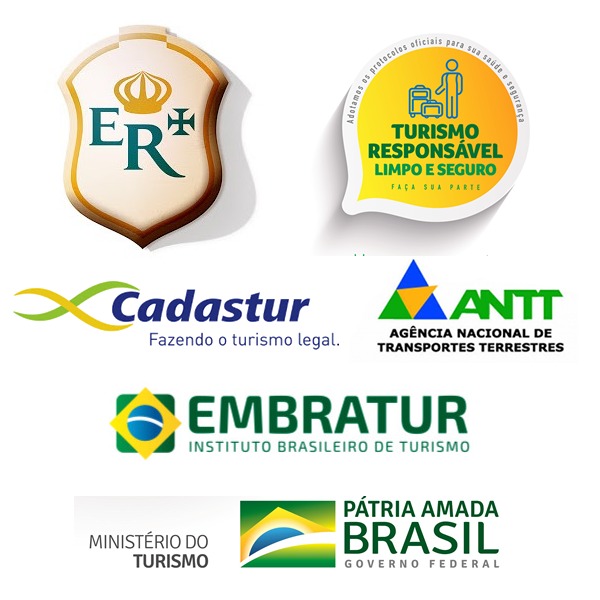 ER
Adotamos os protocolos oficiais para sua saúde e segurança
TURISMO
RESPONSÁVEL
LIMPO E SEGURO
FAÇA SUA PARTE
Cadastur
Fazendo o turismo legal.
ANTT
AGÊNCIA NACIONAL DE
TRANSPORTES TERRESTRES
EMBRATUR
INSTITUTO BRASILEIRO DE TURISMO
MINISTÉRIO DO
TURISMO
PÁTRIA AMADA
BRASIL
GOVERNO FEDERAL